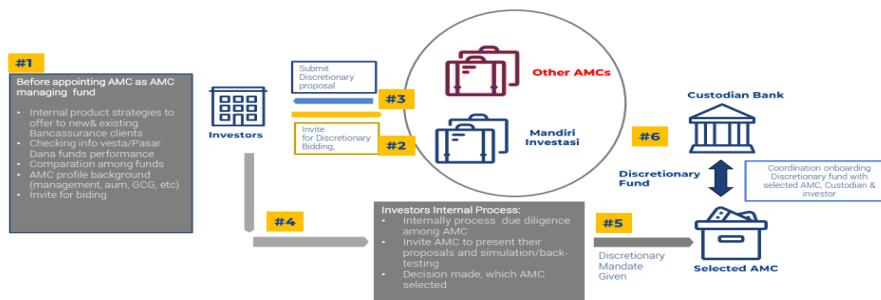 #1
Before appointing AMC as AMC
managing fund
• Internal product strategies to
offer to new& existing
Bancassurance clients
• Checking info vesta/Pasar
Dana funds performance
• Comparation among funds
• AMC profile background
(management, aum, GCG, etc)
• Invite for biding
Investors
Submit
Discretionary
proposal
#3
Invite
for Discretionary
Bidding,
#2
Other AMCs
Mandiri
Investasi
#4
Investors Internal Process:
• Internally process due diligence
among AMC
• Invite AMC to present their
proposals and simulation/back-
testing
• Decision made, which AMC
selected
#5
Discretionary
Mandate
Given
#6
Custodian Bank
Discretionary
Fund
Coordination onboarding
Discretionary fund with
selected AMC, Custodian &
investor
Selected AMC